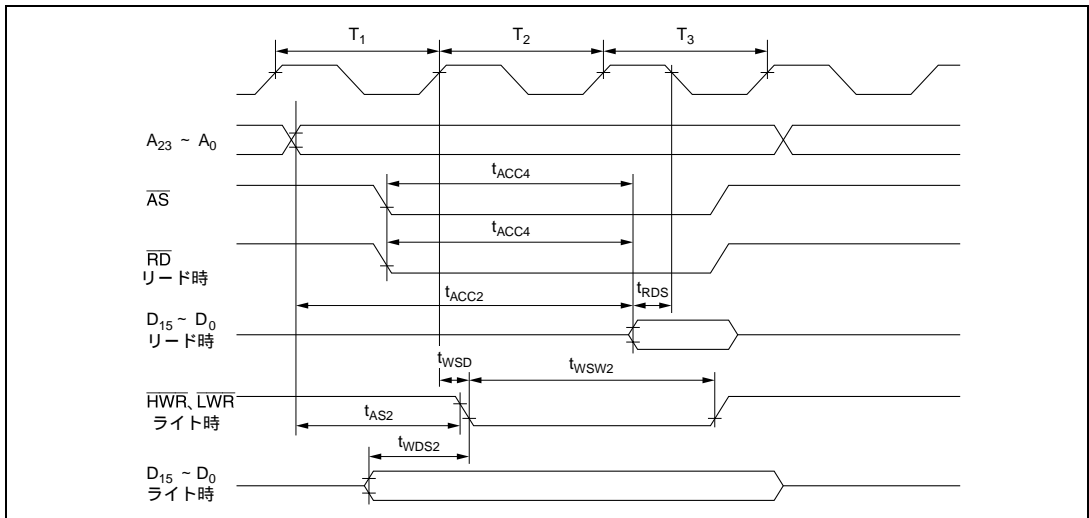 T1 T2 T3
A23 ~ A0
tACC4
AS
tACC4
RD
リード時
tACC2 tRDS
D15 ~ D0
リード時
tWSD tWSW2
HWR、LWR
ライト時
tAS2
tWDS2
D15 ~ D0
ライト時